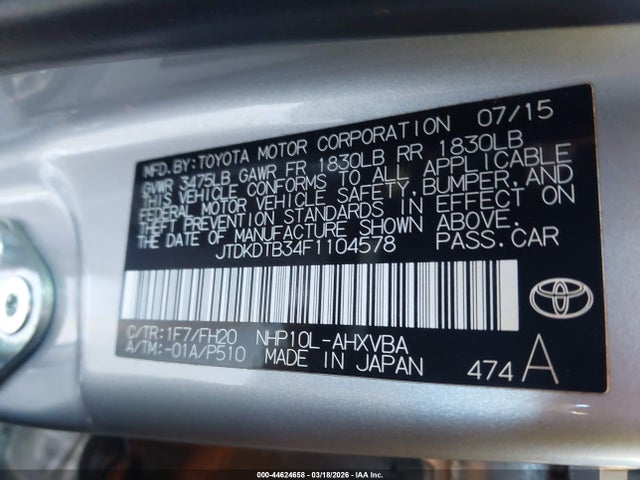 MFD.BY:TOYOTA MOTOR CORPORATION 07/15
GVWR 3475LB GAWR FR 1830LB RR 1830LB
THIS VEHICLE CONFORMS TO ALL APPLICABLE
FEDERAL MOTOR VEHICLE SAFETY,BUMPER,AND
THEFT PREVENTION STANDARDS IN EFFECT ON
THE DATE OF MANUFACTURE SHOWN ABOVE.
JTDKDTB34F1104578 PASS.CAR
C/TR:1F7/FH20 NHP10L-AHXVBA
A/TM:-01A/P510 MADE IN JAPAN
474 A
000-44624658 - 03/18/2026 - IAA Inc.